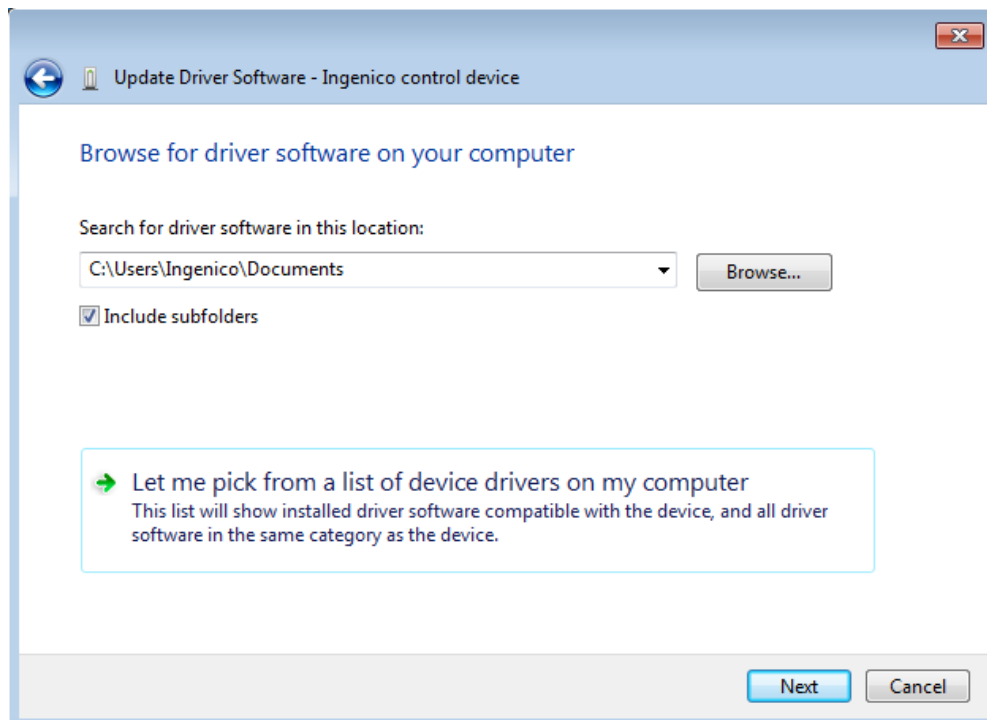 Update Driver Software - Ingenico control device
Browse for driver software on your computer
Search for driver software in this location:
C:\Users\Ingenico\Documents
Browse...
Include subfolders
Let me pick from a list of device drivers on my computer
This list will show installed driver software compatible with the device, and all driver
software in the same category as the device.
Next
Cancel